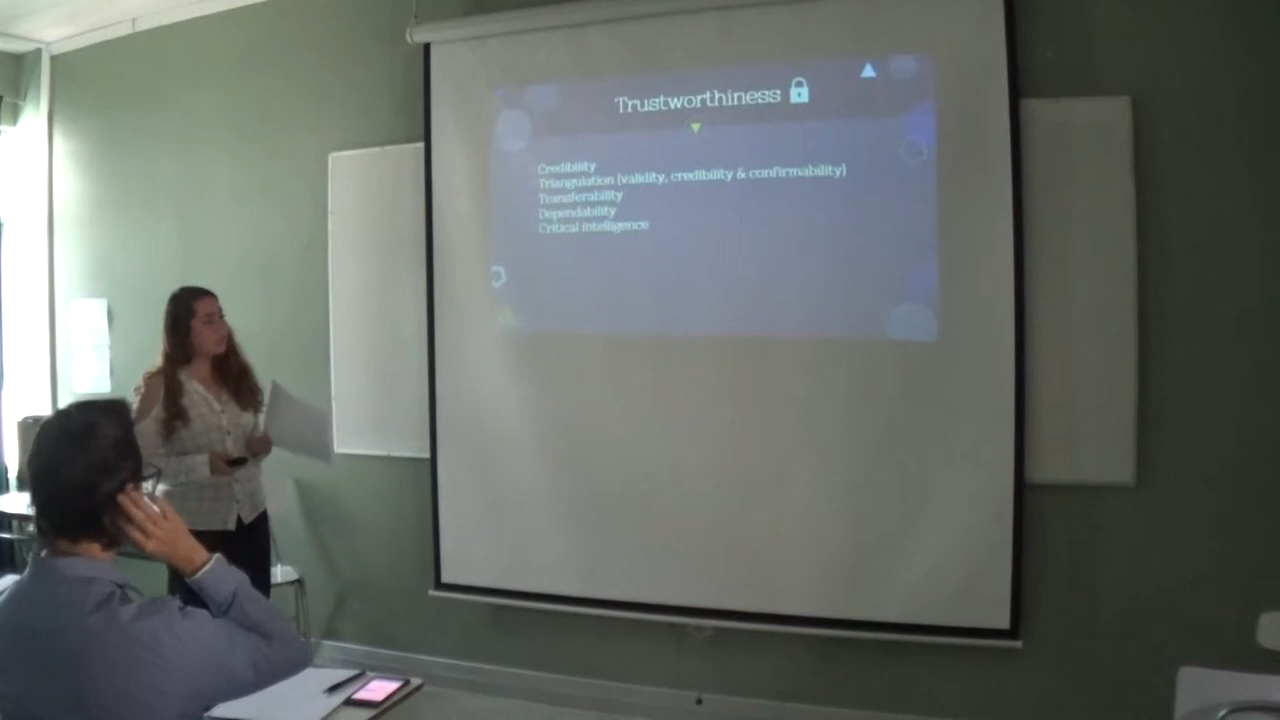 Trustworthiness
Credibility
Triangulation (validity, credibility & confirmability)
Transferability
Dependability
Critical intelligence